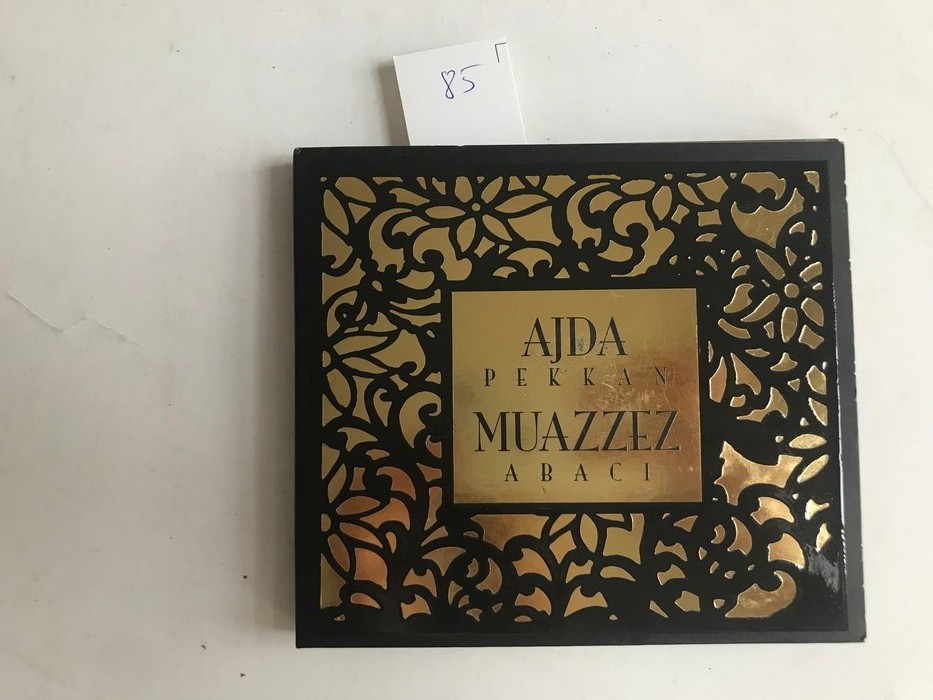 85
AJDA
PEKKAN
MUAZZEZ
ABACI